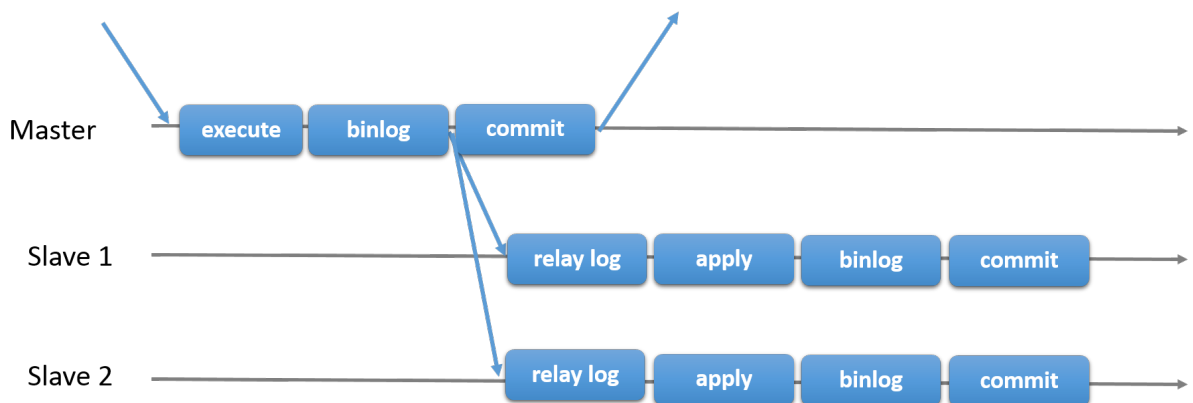 Master execute binlog commit
Slave 1 relay log apply binlog commit
Slave 2 relay log apply binlog commit